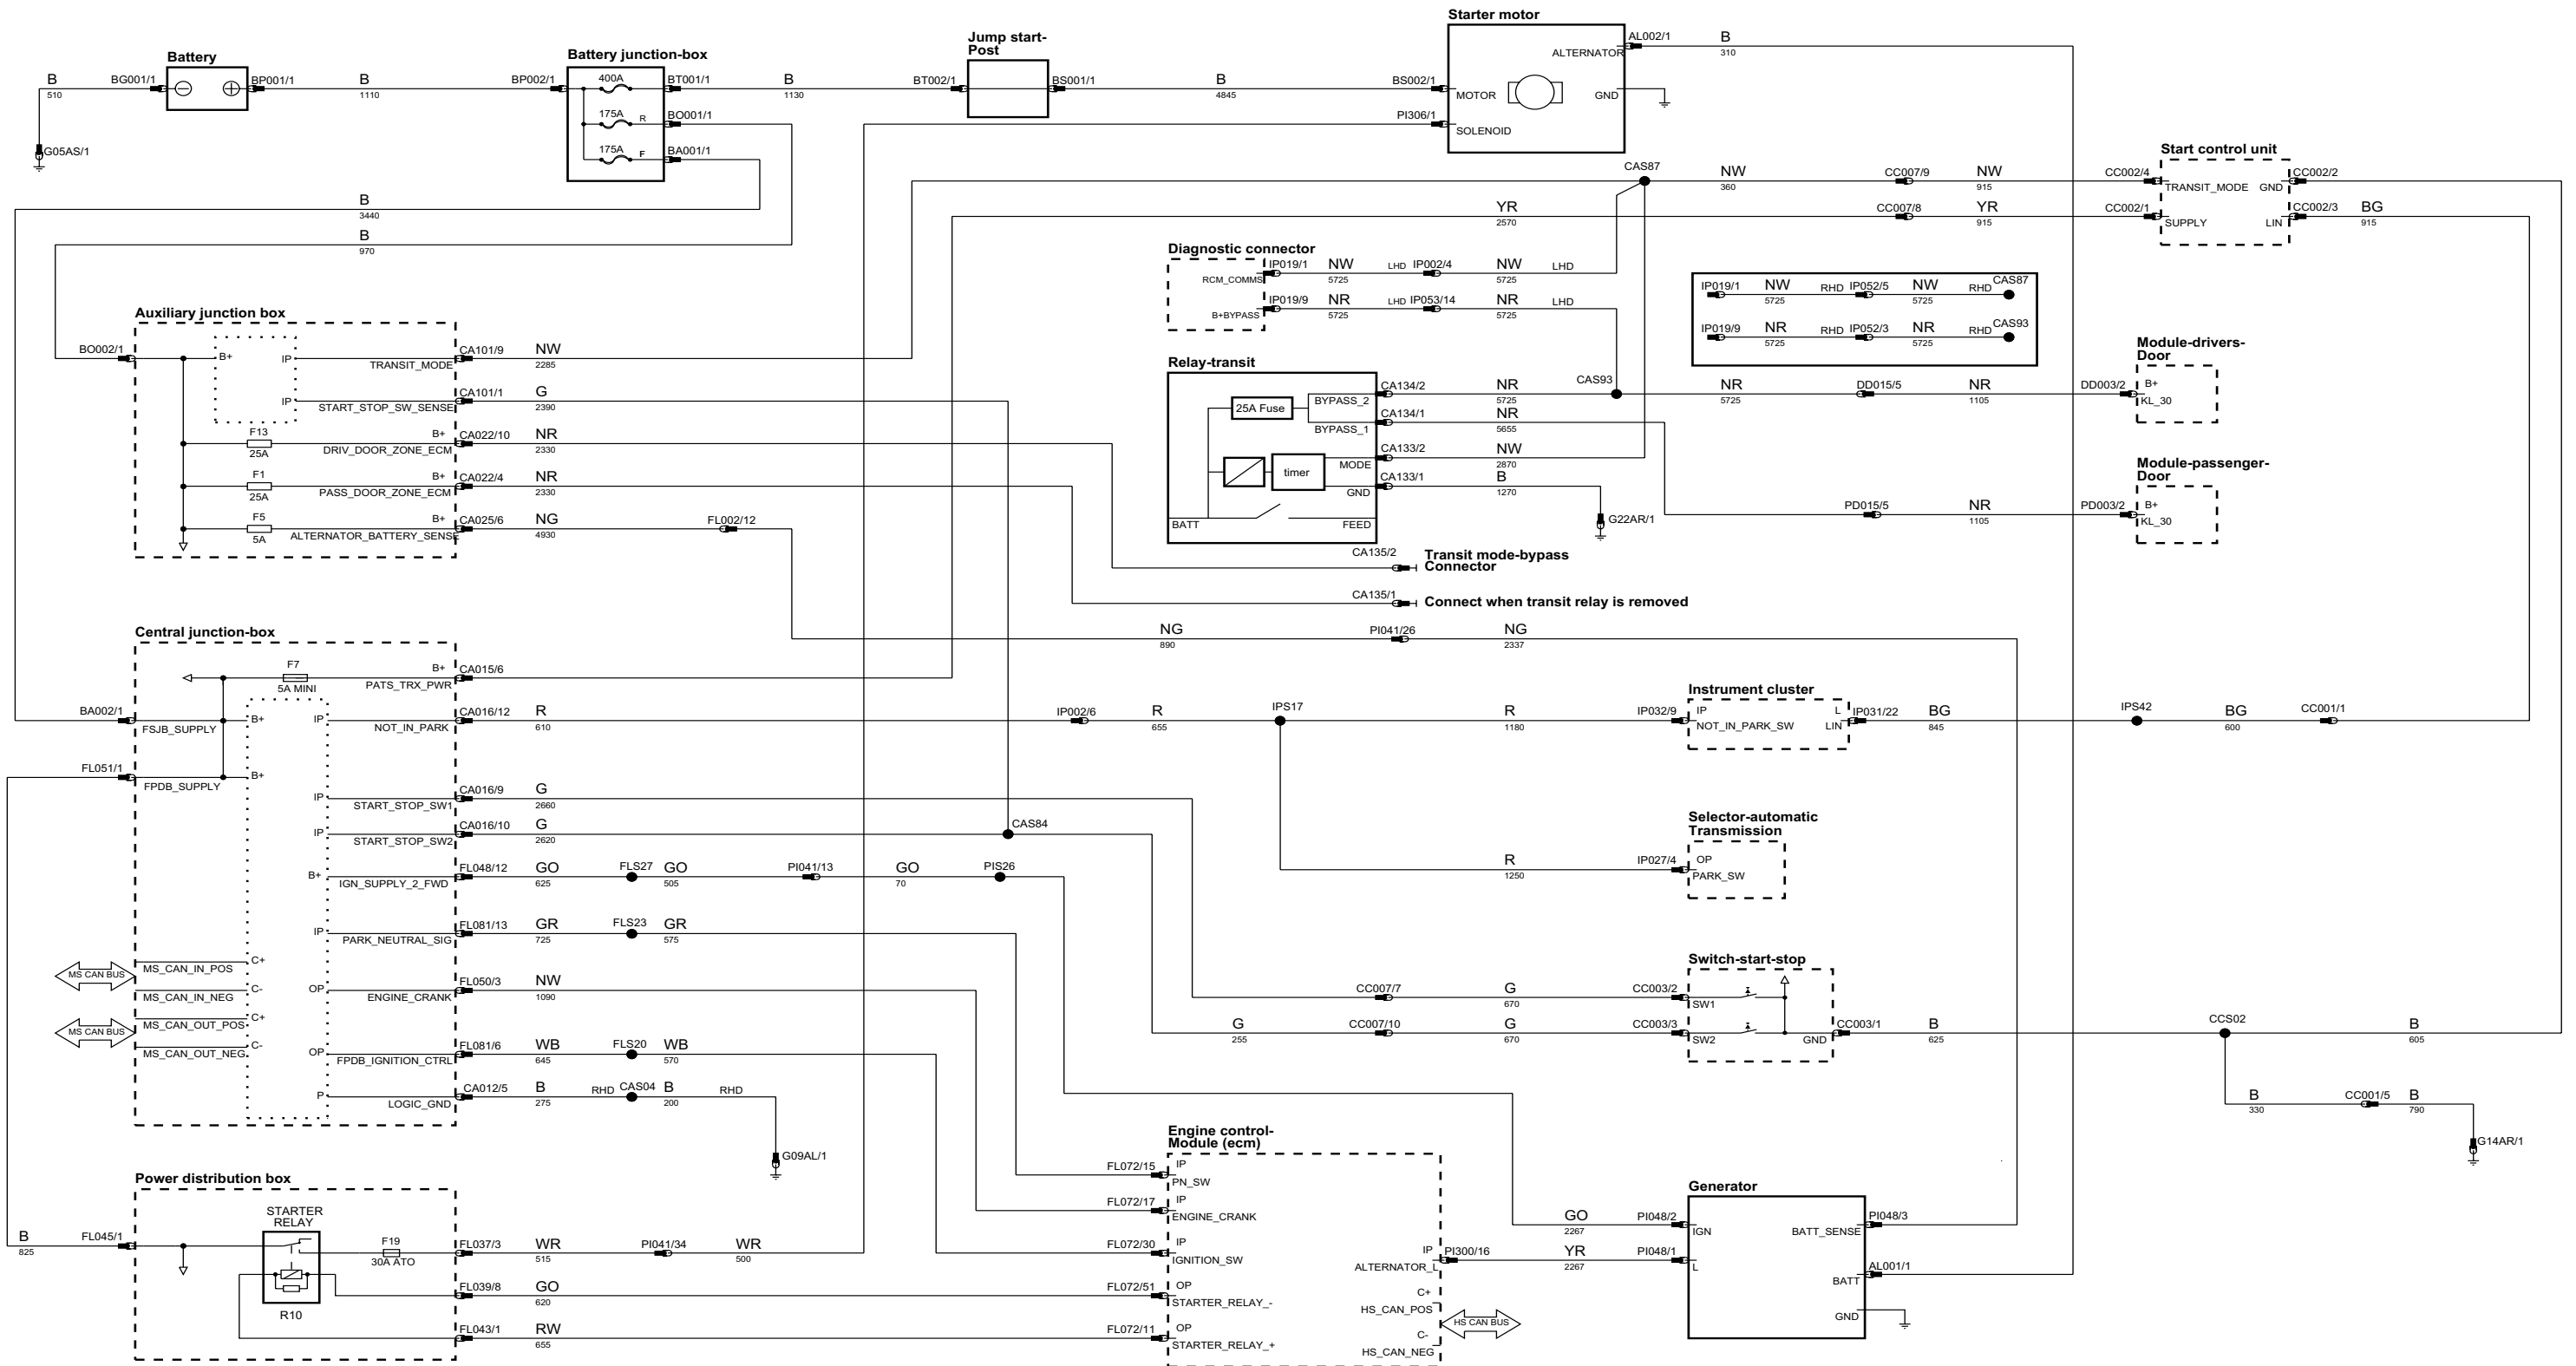 Starter motor
AL002/1 B
ALTERNATOR 310
Jump start-
Post
Battery
Battery junction-box
B BG001/1 BP001/1 B BP002/1 400A BT001/1 B BT002/1 BS001/1 B BS002/1
510 1110 1130 4845 MOTOR GND
175A R BO001/1 PI306/1
SOLENOID
G05AS/1 175A F BA001/1
Start control unit
CAS87 NW CC007/9 NW CC002/4 CC002/2
360 915 TRANSIT_MODE GND
B
3440
YR CC007/8 YR CC002/1 CC002/3 BG
2570 915 SUPPLY LIN 915
B
970
Diagnostic connector
IP019/1 NW LHD IP002/4 NW LHD
RCM_COMMS 5725 5725
IP019/1 NW RHD IP052/5 NW RHD CAS87
5725 5725
IP019/9 NR LHD IP053/14 NR LHD
B+BYPASS 5725 5725
IP019/9 NR RHD IP052/3 NR RHD CAS93
5725 5725
Auxiliary junction box
BO002/1 B+ IP CA101/9 NW
TRANSIT_MODE 2285
IP CA101/1 G
START_STOP_SW_SENSE 2390
F13 B+ CA022/10 NR
25A DRIV_DOOR_ZONE_ECM 2330
F1 B+ CA022/4 NR
25A PASS_DOOR_ZONE_ECM 2330
F5 B+ CA025/6 NG FL002/12
5A ALTERNATOR_BATTERY_SENSE 4930
Relay-transit
CA134/2 NR CAS93 NR DD015/5 NR DD003/2
25A Fuse BYPASS_2 5725 5725 1105
CA134/1 NR
BYPASS_1 5655
CA133/2 NW
timer MODE 2870
CA133/1 B
GND 1270
BATT FEED G22AR/1
Module-drivers-
Door
B+
KL_30
Module-passenger-
Door
PD015/5 NR PD003/2 B+
1105 KL_30
CA135/2 Transit mode-bypass
Connector
CA135/1 Connect when transit relay is removed
NG PI041/26 NG
890 2337
Central junction-box
F7 B+ CA015/6
5A MINI PATS_TRX_PWR
BA002/1 B+ IP CA016/12 R IP002/6 R IPS17 R IP032/9
FSJB_SUPPLY NOT_IN_PARK 610 655 1180
Instrument cluster
IP L IP031/22 BG IPS42 BG CC001/1
NOT_IN_PARK_SW LIN 845 600
FL051/1 B+
FPDB_SUPPLY
IP CA016/9 G
START_STOP_SW1 2660
IP CA016/10 G CAS84
START_STOP_SW2 2620
Selector-automatic
Transmission
R IP027/4 OP
1250 PARK_SW
B+ FL048/12 GO FLS27 GO PI041/13 GO PIS26
IGN_SUPPLY_2_FWD 625 505 70
IP FL081/13 GR FLS23 GR
PARK_NEUTRAL_SIG 725 575
MS CAN BUS MS_CAN_IN_POS C+
MS_CAN_IN_NEG C- OP FL050/3 NW
ENGINE_CRANK 1090
MS CAN BUS MS_CAN_OUT_POS C+
MS_CAN_OUT_NEG C- OP FL081/6 WB FLS20 WB
FPDB_IGNITION_CTRL 645 570
P CA012/5 B RHD CAS04 B RHD
LOGIC_GND 275 200
G09AL/1
Switch-start-stop
CC007/7 G CC003/2
670 SW1
G CC007/10 G CC003/3 CC003/1 B CCS02 B
255 670 SW2 GND 625 605
B CC001/5 B
330 790
G14AR/1
Power distribution box
STARTER
RELAY
B FL045/1 F19 FL037/3 WR PI041/34 WR
825 30A ATO 515 500
FL039/8 GO
620
R10
FL043/1 RW
655
Engine control-
Module (ecm)
FL072/15 IP
PN_SW
FL072/17 IP
ENGINE_CRANK
FL072/30 IP
IGNITION_SW
FL072/51 OP
STARTER_RELAY_-
FL072/11 OP
STARTER_RELAY_+
IP PI300/16 YR PI048/1
ALTERNATOR_L 2267 L
C+
HS_CAN_POS
HS CAN BUS
C-
HS_CAN_NEG
Generator
GO PI048/2 PI048/3
2267 IGN BATT_SENSE
AL001/1
BATT
GND